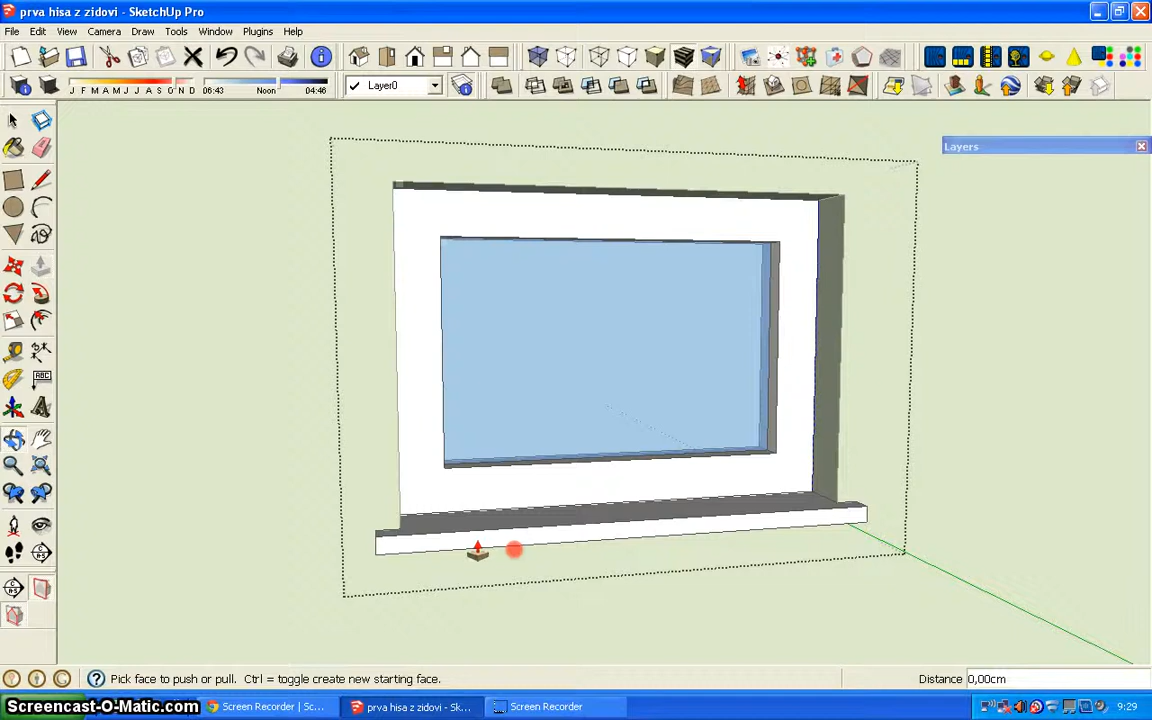 prva hisa z zidovi - SketchUp Pro
File Edit View Camera Draw Tools Window Plugins Help
J F M A M J J A S O N D 06:43 Noon 04:46 Layer0
Layers
ABC
Pick face to push or pull. Ctrl = toggle create new starting face. Distance 0,00cm
Screencast-O-Matic.com Screen Recorder | Sc... prva hisa z zidovi - Sk... Screen Recorder 9:29